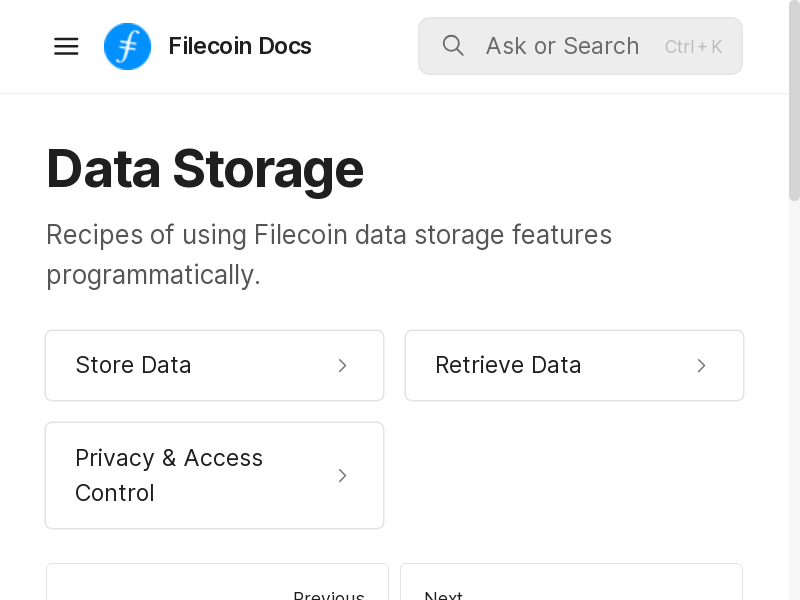 Filecoin Docs
Ask or Search Ctrl + K
Data Storage
Recipes of using Filecoin data storage features
programmatically.
Store Data
Retrieve Data
Privacy & Access
Control
Previous
Next